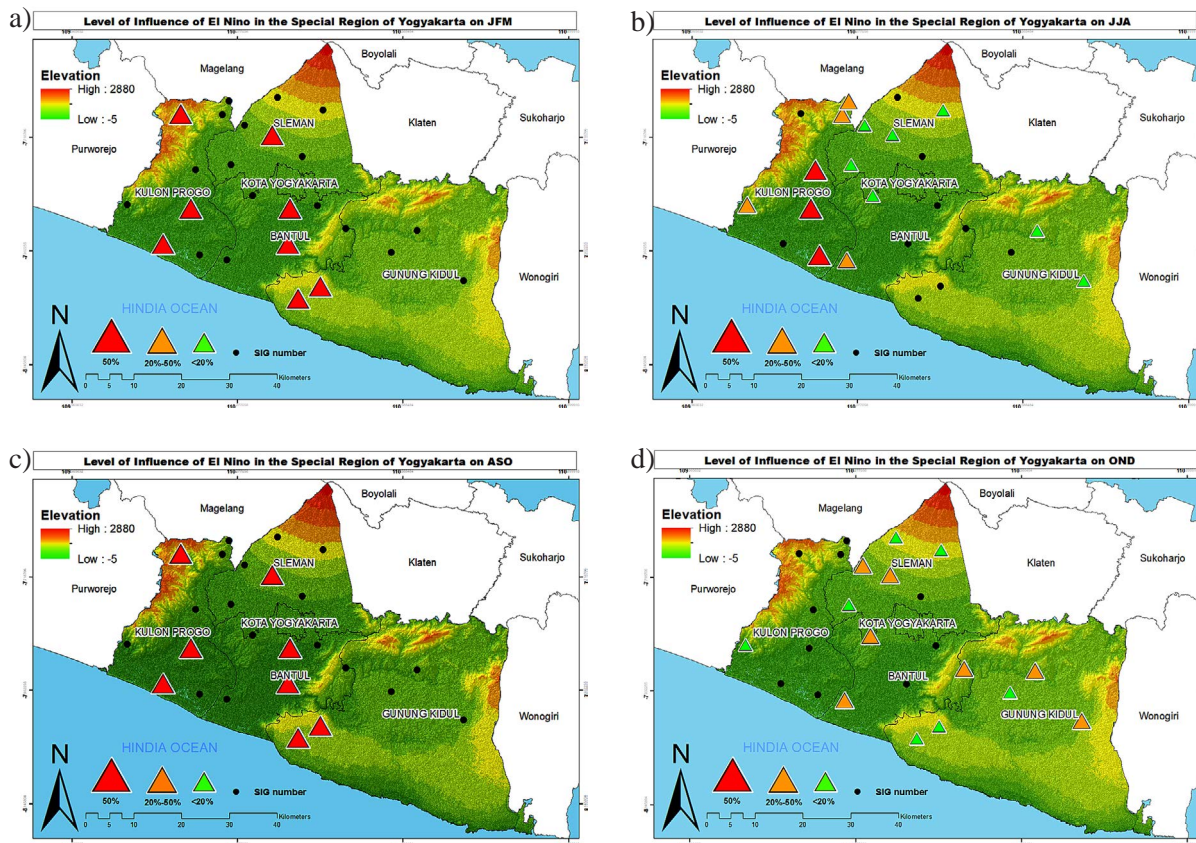 a)
Level of Influence of El Nino in the Special Region of Yogyakarta on JFM
Boyolali
Magelang
Elevation
High : 2880
Low : -5
Sukoharjo
SLEMAN
Klaten
Purworejo
KULON PROGO
KOTA YOGYAKARTA
BANTUL
GUNUNG KIDUL
Wonogiri
HINDIA OCEAN
N
50%
20%-50%
<20%
SIG number
0 5 10 20 30 40
Kilometers
b)
Level of Influence of El Nino in the Special Region of Yogyakarta on JJA
Boyolali
Magelang
Elevation
High : 2880
Low : -5
Sukoharjo
SLEMAN
Klaten
Purworejo
KULON PROGO
KOTA YOGYAKARTA
BANTUL
GUNUNG KIDUL
Wonogiri
HINDIA OCEAN
N
50%
20%-50%
<20%
SIG number
0 5 10 20 30 40
Kilometers
c)
Level of Influence of El Nino in the Special Region of Yogyakarta on ASO
Boyolali
Magelang
Elevation
High : 2880
Low : -5
Sukoharjo
SLEMAN
Klaten
Purworejo
KULON PROGO
KOTA YOGYAKARTA
BANTUL
GUNUNG KIDUL
Wonogiri
HINDIA OCEAN
N
50%
20%-50%
<20%
SIG number
0 5 10 20 30 40
Kilometers
d)
Level of Influence of El Nino in the Special Region of Yogyakarta on OND
Boyolali
Magelang
Elevation
High : 2880
Low : -5
Sukoharjo
SLEMAN
Klaten
Purworejo
KULON PROGO
KOTA YOGYAKARTA
BANTUL
GUNUNG KIDUL
Wonogiri
HINDIA OCEAN
N
50%
20%-50%
<20%
SIG number
0 5 10 20 30 40
Kilometers